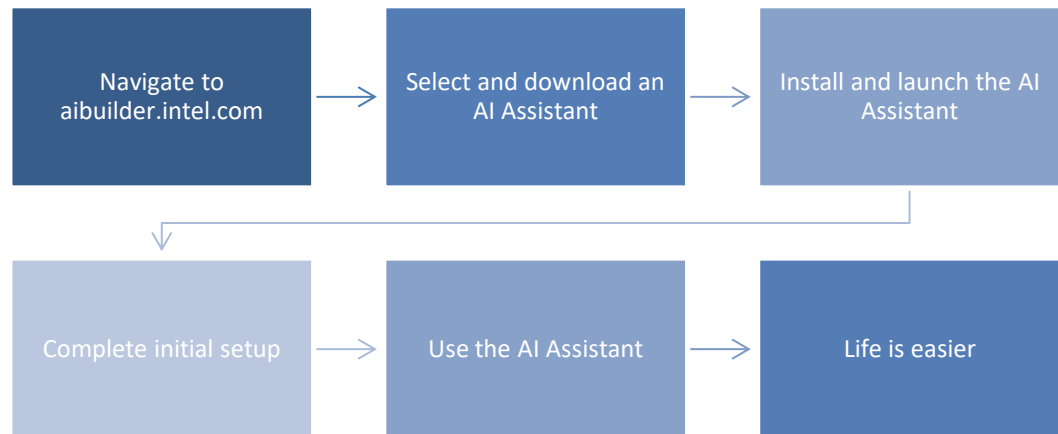 Navigate to
aibuilder.intel.com
Select and download an
AI Assistant
Install and launch the AI
Assistant
Complete initial setup
Use the AI Assistant
Life is easier